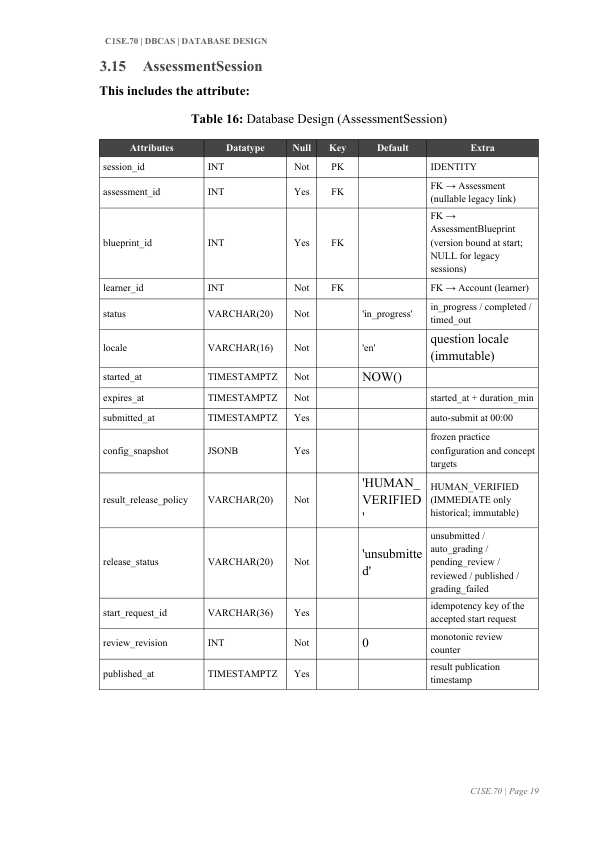 C1SE.70 | DBCAS | DATABASE DESIGN
3.15 AssessmentSession
This includes the attribute:
Table 16: Database Design (AssessmentSession)
Attributes Datatype Null Key Default Extra
session_id INT Not PK IDENTITY
assessment_id INT Yes FK FK → Assessment
(nullable legacy link)
blueprint_id INT Yes FK FK →
AssessmentBlueprint
(version bound at start;
NULL for legacy
sessions)
learner_id INT Not FK FK → Account (learner)
status VARCHAR(20) Not 'in_progress' in_progress / completed /
timed_out
locale VARCHAR(16) Not 'en' question locale
(immutable)
started_at TIMESTAMPTZ Not NOW()
expires_at TIMESTAMPTZ Not started_at + duration_min
submitted_at TIMESTAMPTZ Yes auto-submit at 00:00
config_snapshot JSONB Yes frozen practice
configuration and concept
targets
result_release_policy VARCHAR(20) Not 'HUMAN_
VERIFIED
'
HUMAN_VERIFIED
(IMMEDIATE only
historical; immutable)
release_status VARCHAR(20) Not 'unsubmitte
d'
unsubmitted /
auto_grading /
pending_review /
reviewed / published /
grading_failed
start_request_id VARCHAR(36) Yes idempotency key of the
accepted start request
review_revision INT Not 0 monotonic review
counter
published_at TIMESTAMPTZ Yes result publication
timestamp
C1SE.70 | Page 19